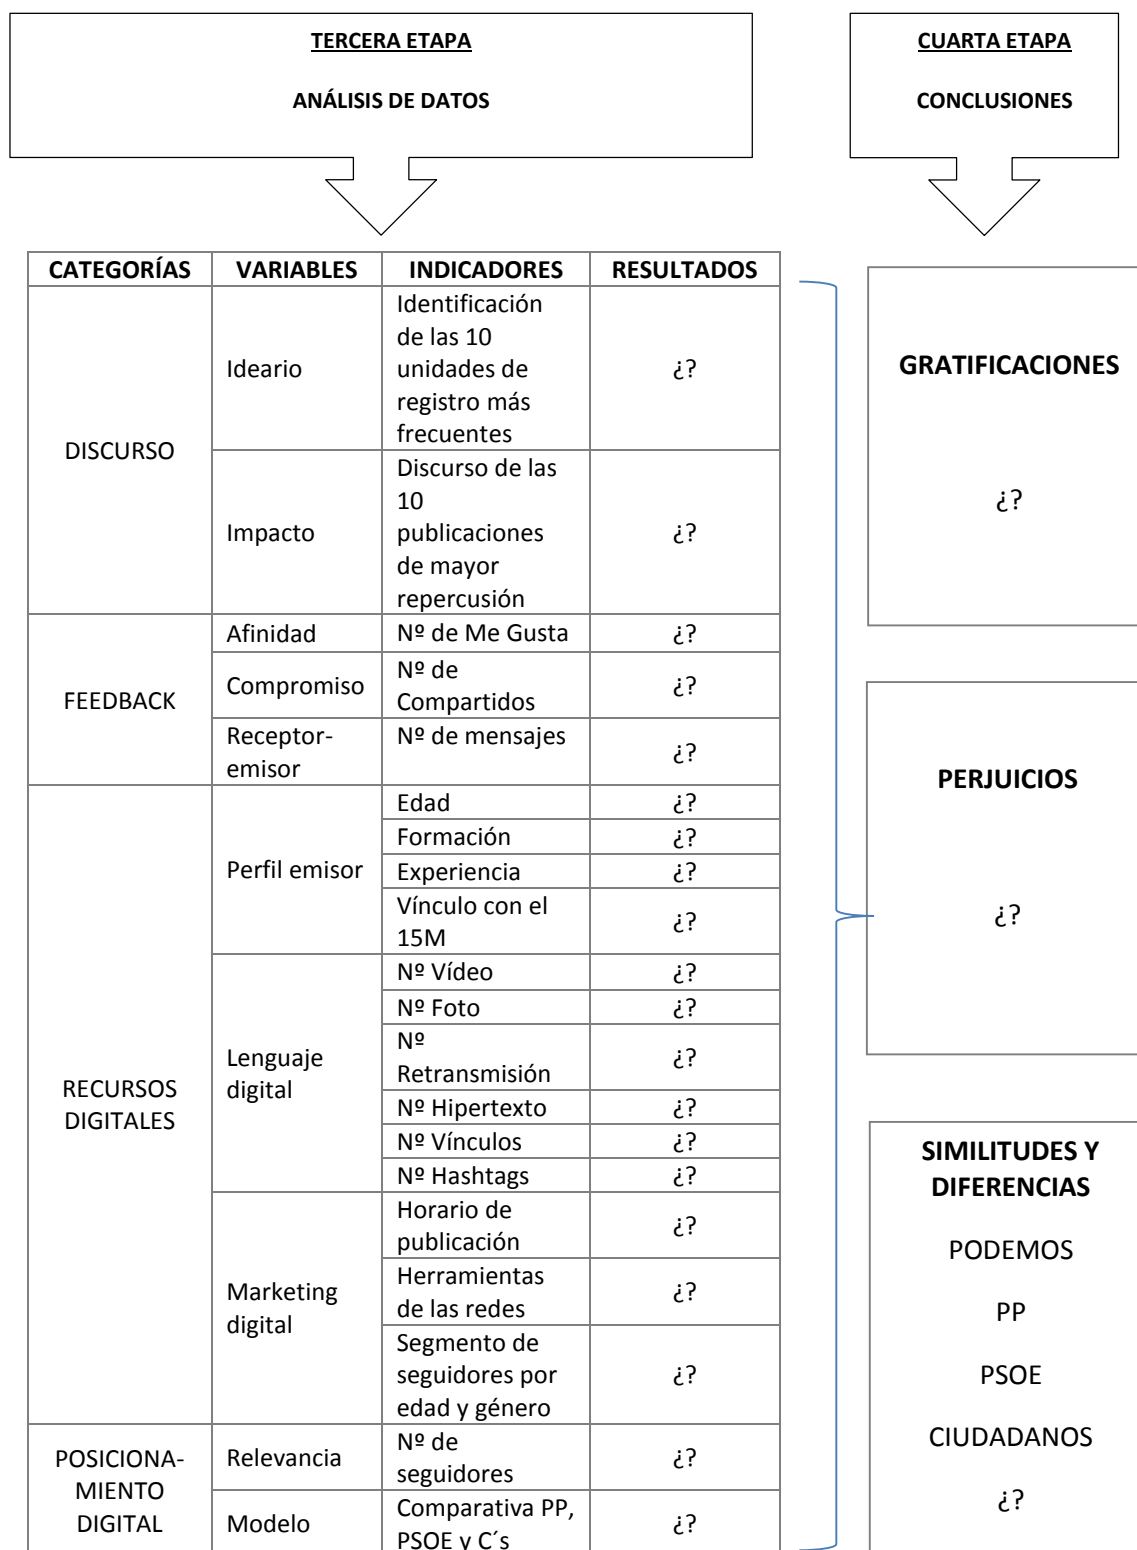 TERCERA ETAPA
ANÁLISIS DE DATOS
CUARTA ETAPA
CONCLUSIONES
CATEGORÍAS VARIABLES INDICADORES RESULTADOS
DISCURSO
Ideario
Identificación
de las 10
unidades de
registro más
frecuentes
¿?
Impacto
Discurso de las
10
publicaciones
de mayor
repercusión
¿?
FEEDBACK
Afinidad
Nº de Me Gusta
¿?
Compromiso
Nº de
Compartidos
¿?
Receptor-
emisor
Nº de mensajes
¿?
RECURSOS
DIGITALES
Perfil emisor
Edad
¿?
Formación
¿?
Experiencia
¿?
Vínculo con el
15M
¿?
Lenguaje
digital
Nº Vídeo
¿?
Nº Foto
¿?
Nº
Retransmisión
¿?
Nº Hipertexto
¿?
Nº Vínculos
¿?
Nº Hashtags
¿?
Marketing
digital
Horario de
publicación
¿?
Herramientas
de las redes
¿?
Segmento de
seguidores por
edad y género
¿?
POSICIONA-
MIENTO
DIGITAL
Relevancia
Nº de
seguidores
¿?
Modelo
Comparativa PP,
PSOE y C´s
¿?
GRATIFICACIONES
¿?
PERJUICIOS
¿?
SIMILITUDES Y
DIFERENCIAS
PODEMOS
PP
PSOE
CIUDADANOS
¿?